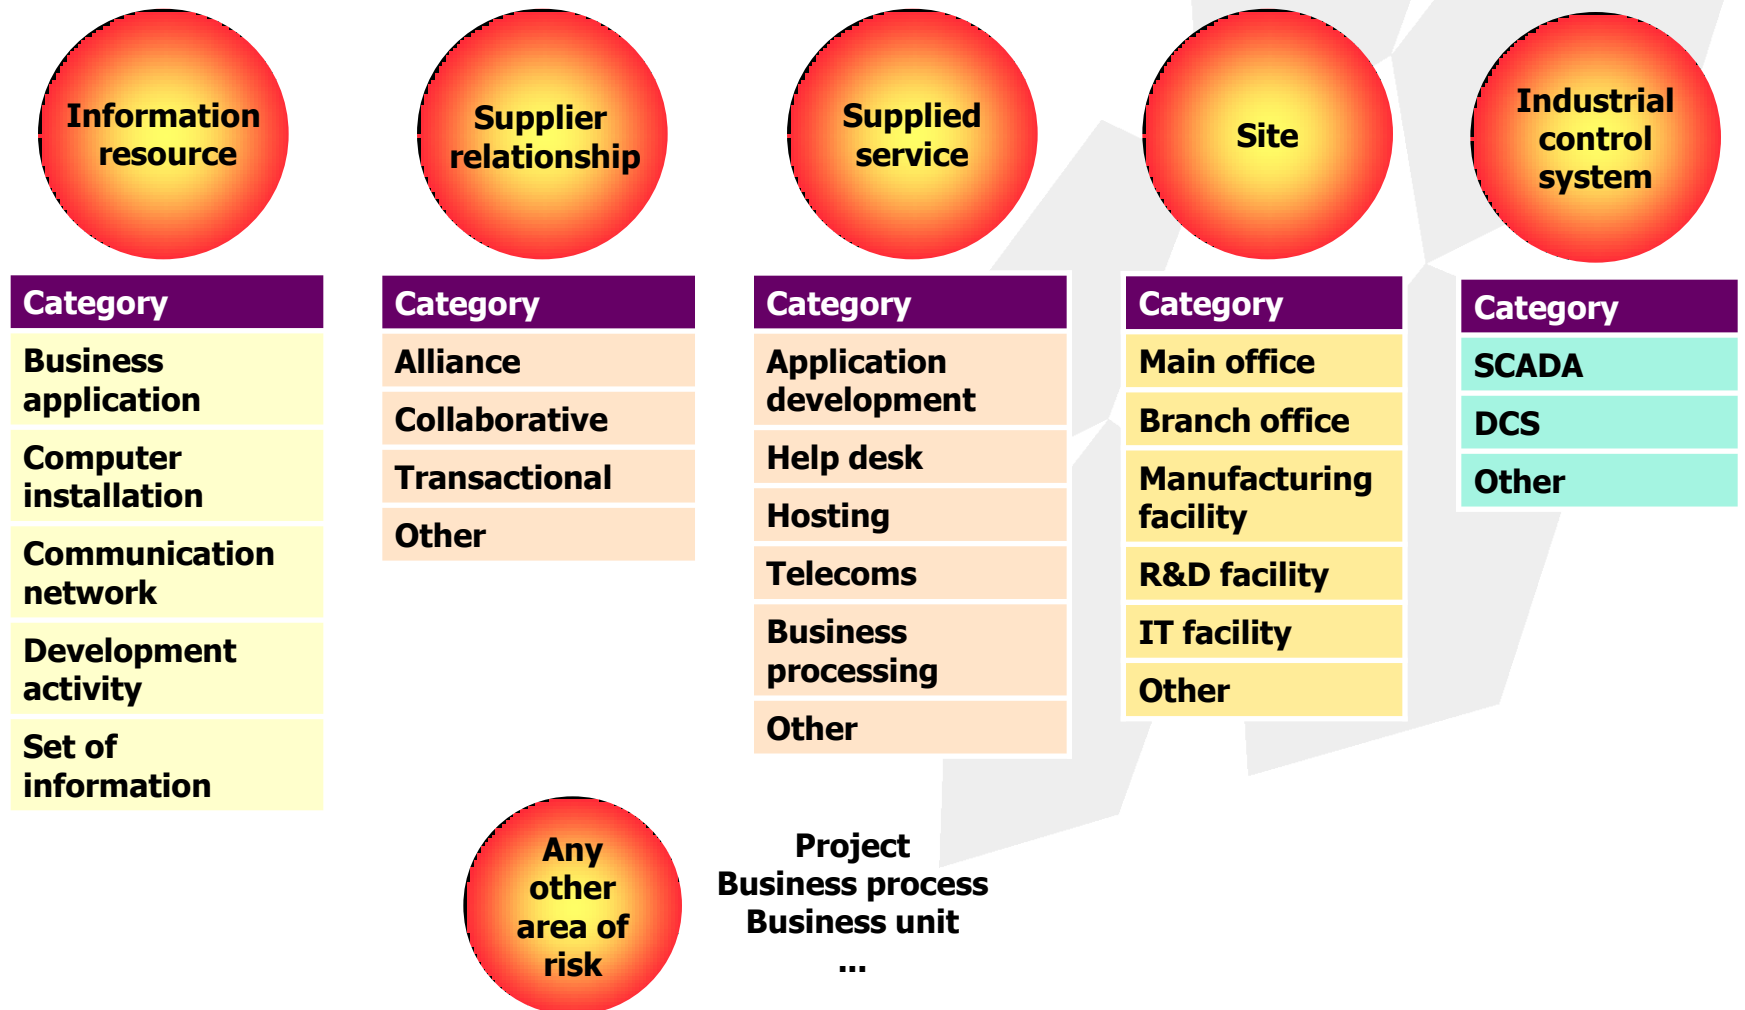 Information
resource
Supplier
relationship
Supplied
service
Site
Industrial
control
system
Category
Business
application
Computer
installation
Communication
network
Development
activity
Set of
information
Category
Alliance
Collaborative
Transactional
Other
Category
Application
development
Help desk
Hosting
Telecoms
Business
processing
Other
Category
Main office
Branch office
Manufacturing
facility
R&D facility
IT facility
Other
Category
SCADA
DCS
Other
Any
other
area of
risk
Project
Business process
Business unit
...